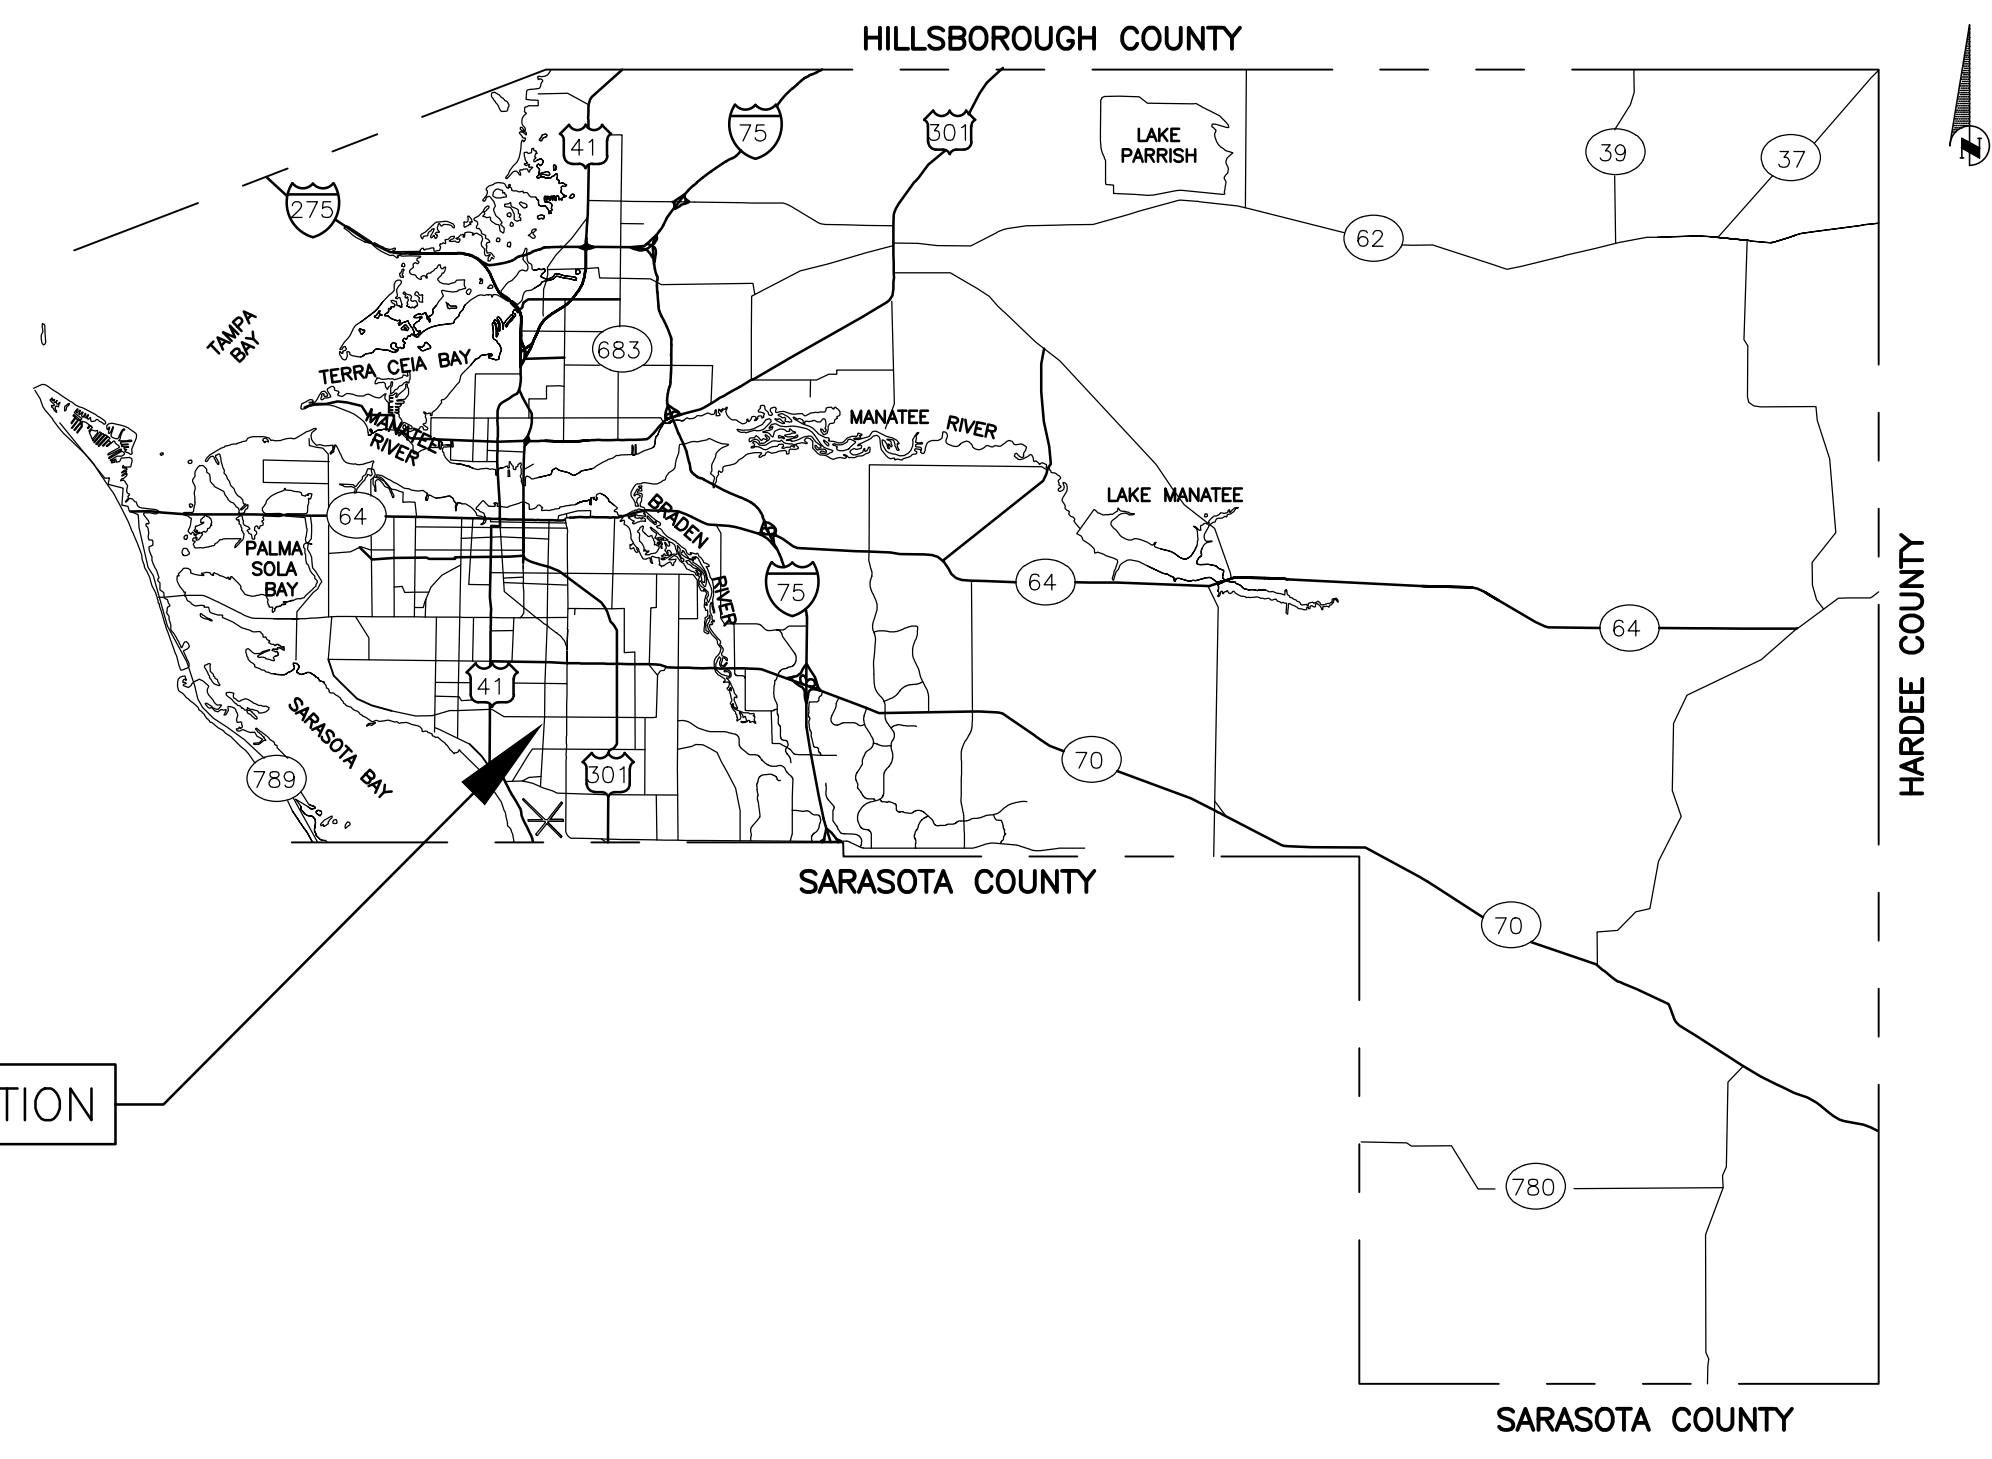 HILLSBOROUGH COUNTY
N
41
75
301
LAKE
PARRISH
39
37
275
62
TAMPA
BAY
683
TERRA CEIA BAY
MANATEE
RIVER
MANATEE RIVER
64
BRADEN
RIVER
LAKE MANATEE
PALMA
SOLA
BAY
75
64
64
HARDEE COUNTY
41
SARASOTA BAY
789
301
70
SARASOTA COUNTY
70
TION
780
SARASOTA COUNTY